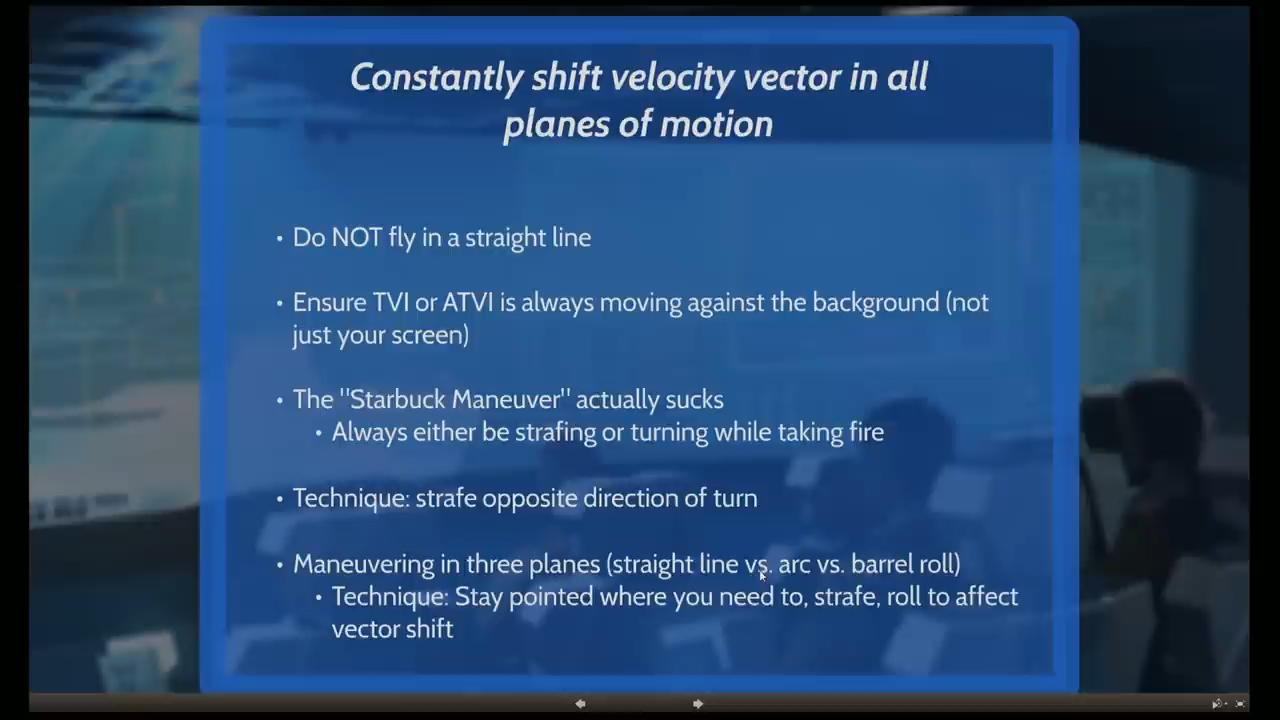 Constantly shift velocity vector in all
planes of motion
• Do NOT fly in a straight line
• Ensure TVI or ATVI is always moving against the background (not
just your screen)
• The "Starbuck Maneuver" actually sucks
• Always either be strafing or turning while taking fire
• Technique: strafe opposite direction of turn
• Maneuvering in three planes (straight line vs. arc vs. barrel roll)
• Technique: Stay pointed where you need to, strafe, roll to affect
vector shift